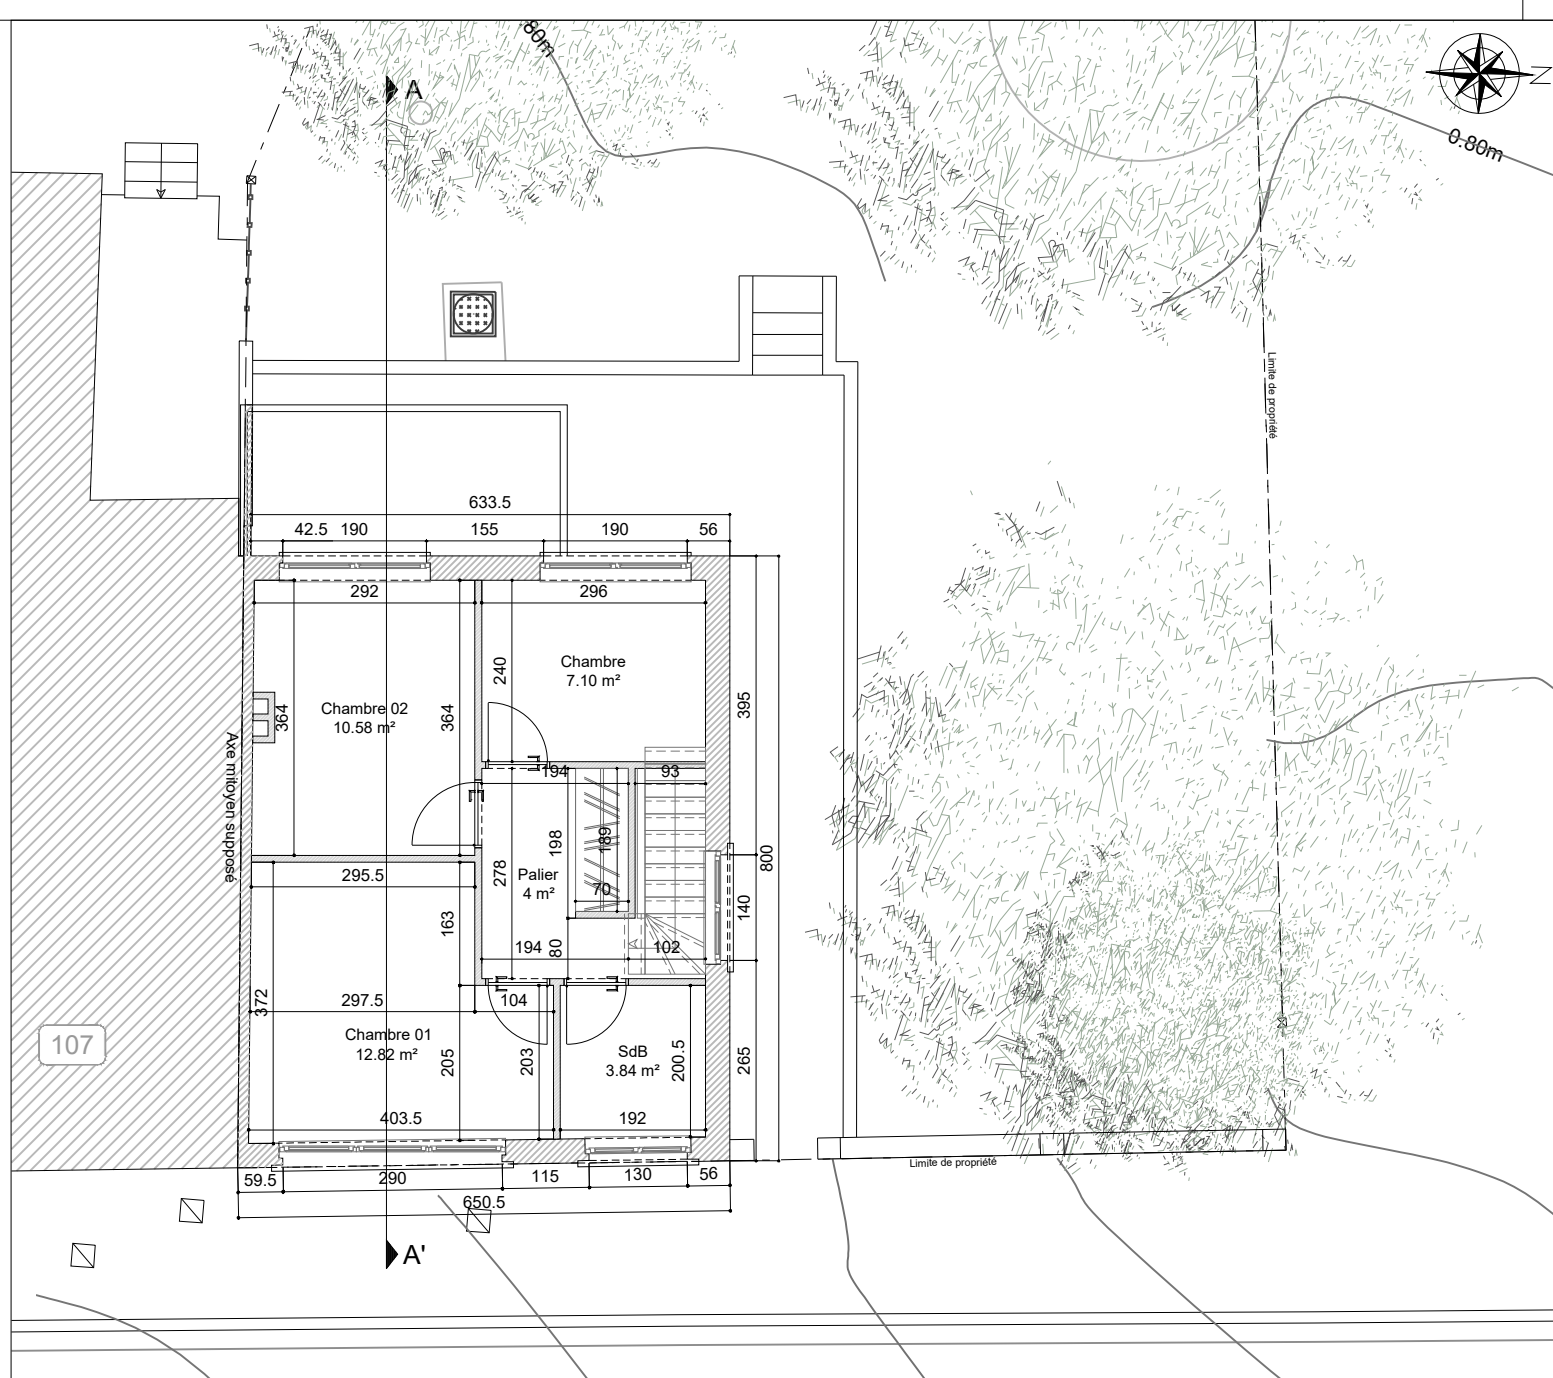 .80m
A
N
0.80m
Limite de propriété
633.5
42.5 190 155 190 56
292 296
Chambre
7.10 m²
240
395
Chambre 02
10.58 m²
364
364
194 93
Axe mitoyen supposé
198
189
278
800
Palier
4 m²
295.5
70
140
163
194
80
102
372
297.5
104
107
Chambre 01
12.82 m²
205
203
SdB
3.84 m²
200.5
265
403.5 192
Limite de propriété
59.5 290 115 130 56
650.5
A'